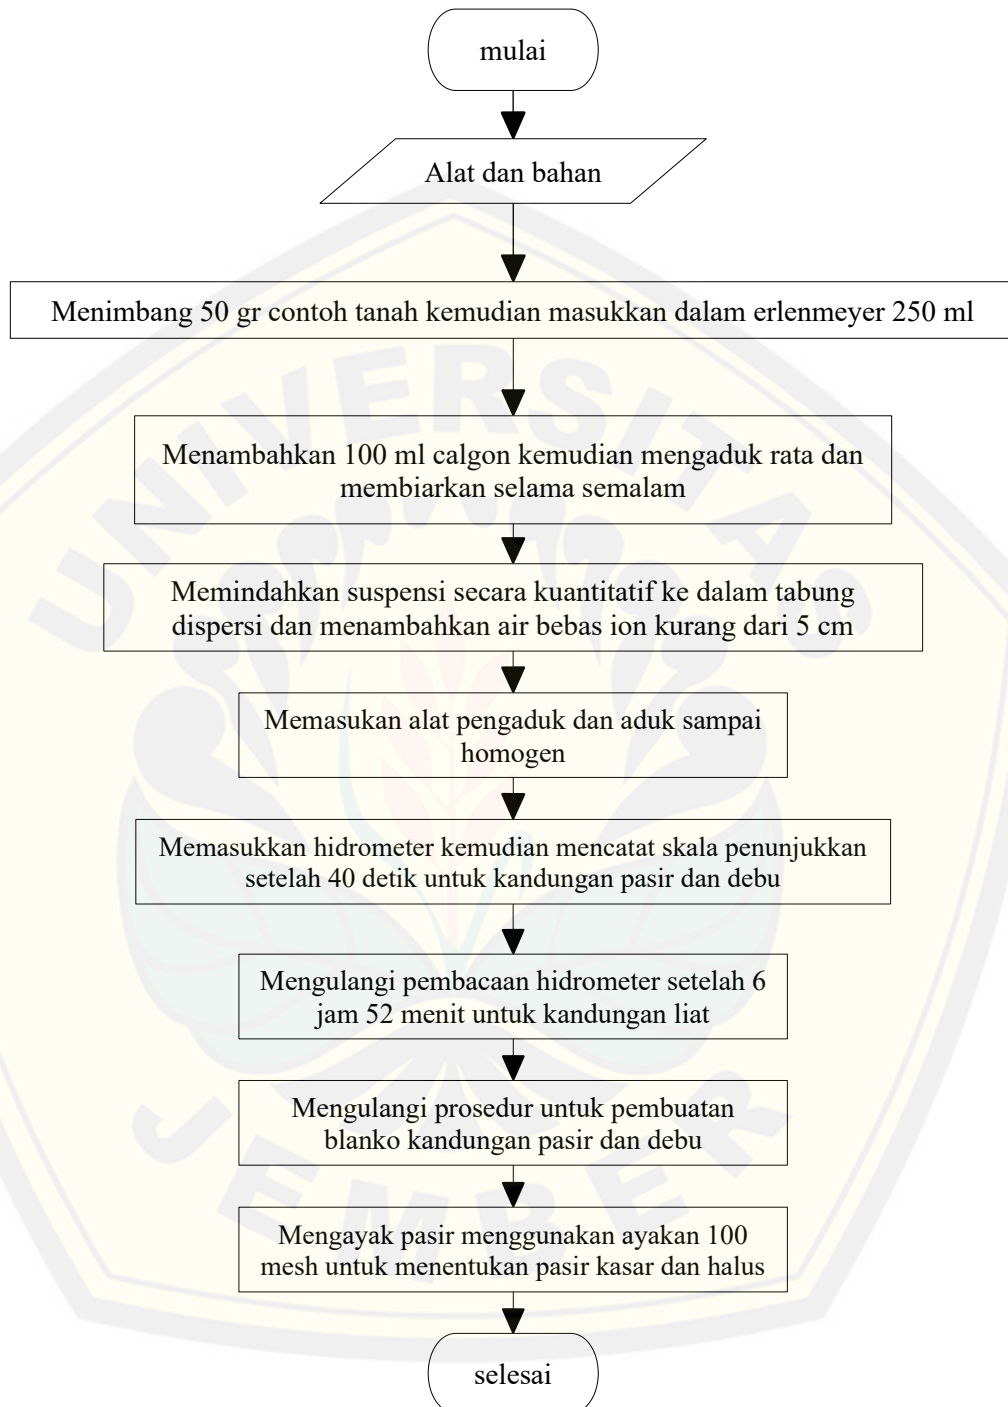 mulai
Alat dan bahan
Menimbang 50 gr contoh tanah kemudian masukkan dalam erlenmeyer 250 ml
Menambahkan 100 ml calgon kemudian mengaduk rata dan
membiarkan selama semalam
Memindahkan suspensi secara kuantitatif ke dalam tabung
dispersi dan menambahkan air bebas ion kurang dari 5 cm
Memasukan alat pengaduk dan aduk sampai
homogen
Memasukkan hidrometer kemudian mencatat skala penunjukkan
setelah 40 detik untuk kandungan pasir dan debu
Mengulangi pembacaan hidrometer setelah 6
jam 52 menit untuk kandungan liat
Mengulangi prosedur untuk pembuatan
blanko kandungan pasir dan debu
Mengayak pasir menggunakan ayakan 100
mesh untuk menentukan pasir kasar dan halus
selesai
UNIVERSITAS
JEMBER